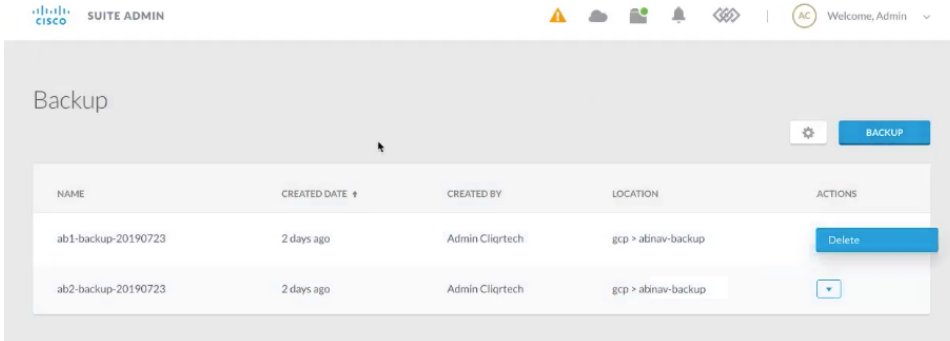 CISCO SUITE ADMIN AC Welcome, Admin
Backup
BACKUP
NAME CREATED DATE CREATED BY LOCATION ACTIONS
ab1-backup-20190723 2 days ago Admin Cliqrtech gcp > abinav-backup Delete
ab2-backup-20190723 2 days ago Admin Cliqrtech gcp > abinav-backup